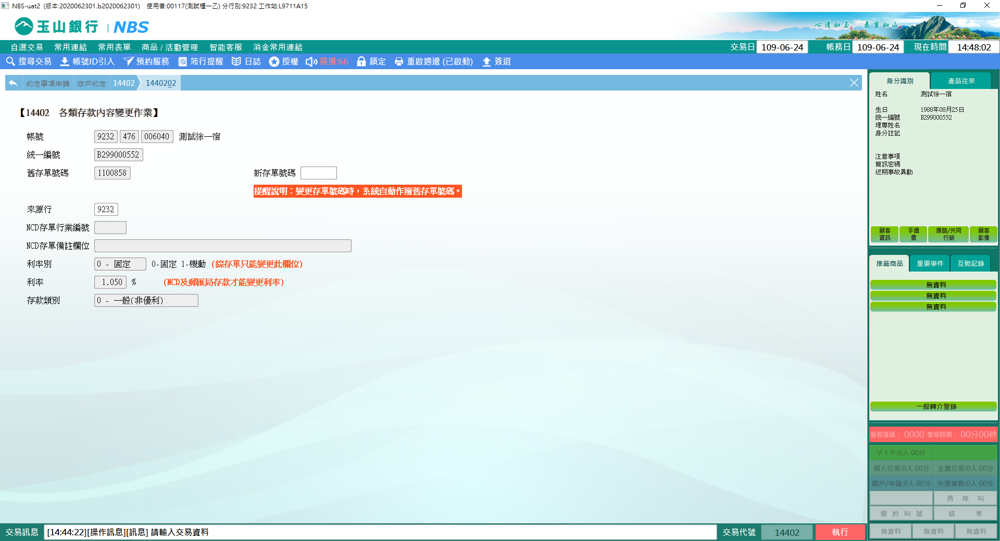 NBS-uat2 (版本:2020062301.b2020062301) 使用者:00117(測試櫃一乙) 分行別:9232 工作站:L9711A15
玉山銀行 | NBS
心清如玉。 義重如山。
自選交易 常用連結 常用表單 商品 / 活動管理 智能客服 消金常用連結 交易日 109-06-24 帳務日 109-06-24 現在時間 14:48:02
搜尋交易 帳號ID引入 預約服務 蒞行提醒 日誌 授權 廣播:66 鎖定 重啟週邊 (已啟動) 簽退
約定事項申請 存戶約定 14402 1440202
【14402 各類存款內容變更作業】
帳號 9232 476 006040 測試徐一宿
統一編號 B299000552
舊存單號碼 1100858 新存單號碼
提醒說明：變更存單號碼時，系統自動作廢舊存單號碼。
來源行 9232
NCD存單行業編號
NCD存單備註欄位
利率別 0 - 固定 0-固定 1-機動 (綜存單只能變更此欄位)
利率 1.050 % (NCD及郵匯局存款才能變更利率)
存款類別 0 - 一般(非優利)
身分識別 產品往來
姓名 測試徐一宿
生日 1988年08月25日
統一編號 B299000552
理專姓名
身分註記
注意事項
簡訊密碼
近期事故異動
顧客資訊 手續費 通路/共同行銷 顧客影像
推薦商品 重要事件 互動記錄
無資料
無資料
無資料
一般轉介登錄
服務號碼： 0000 等候時間： 00分00秒
ＶＩＰ:0人 00分
個人交易:0人 00分 企業交易:0人 00分
開戶/申請:0人 00分 外匯業務:0人 00分
再 呼 叫
預 約 叫 號 結 束
無資料 無資料 無資料
交易訊息 [14:44:22][操作訊息][訊息] 請輸入交易資料 交易代號 14402 執行